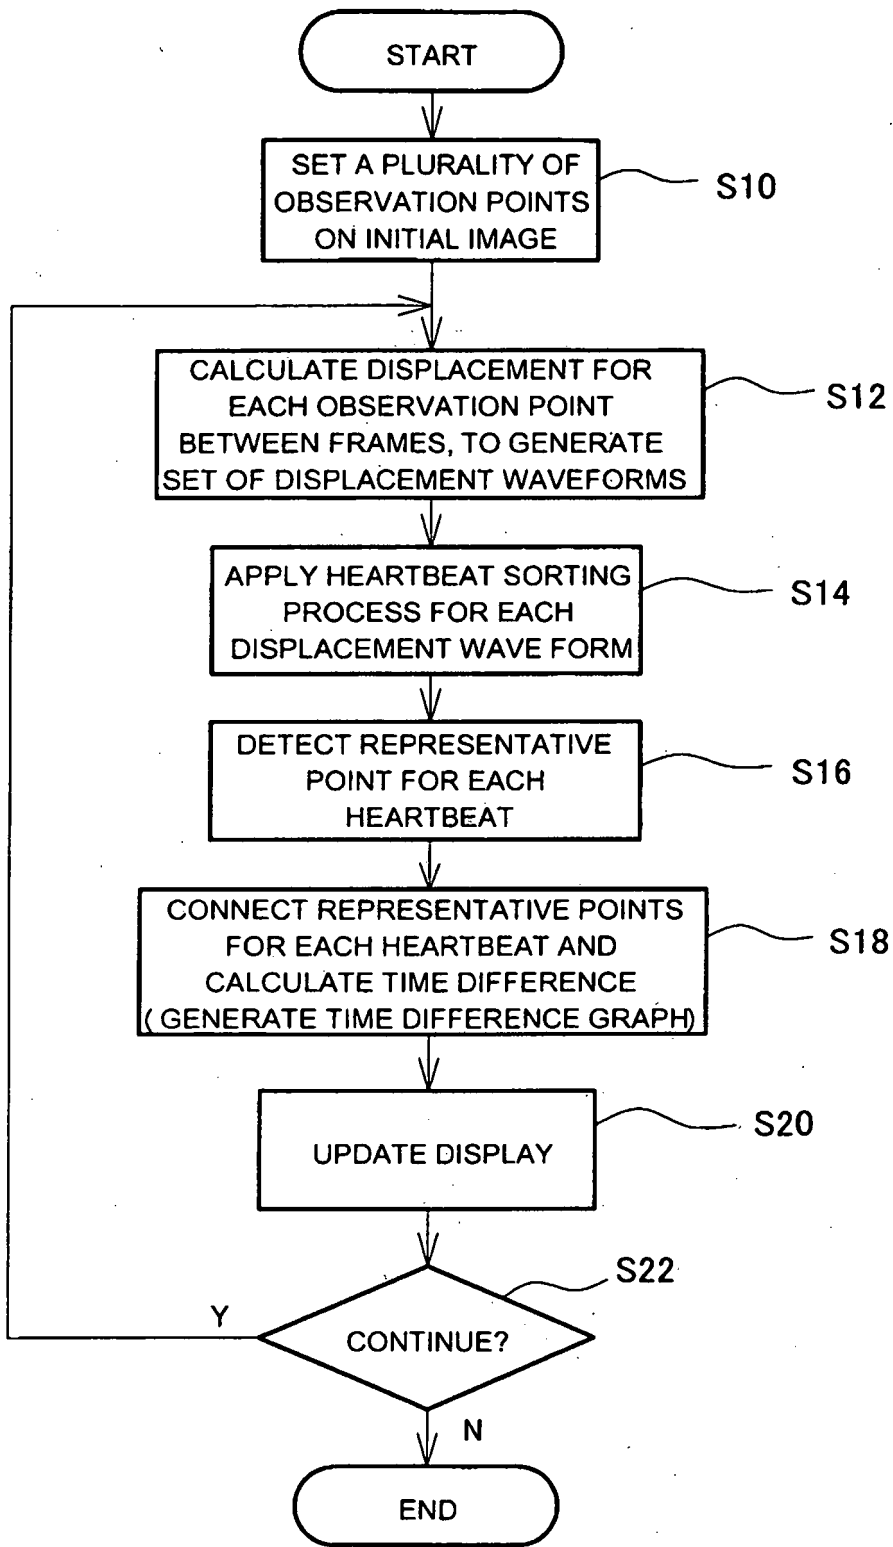 START
SET A PLURALITY OF
OBSERVATION POINTS
ON INITIAL IMAGE
S10
CALCULATE DISPLACEMENT FOR
EACH OBSERVATION POINT
BETWEEN FRAMES, TO GENERATE
SET OF DISPLACEMENT WAVEFORMS
S12
APPLY HEARTBEAT SORTING
PROCESS FOR EACH
DISPLACEMENT WAVE FORM
S14
DETECT REPRESENTATIVE
POINT FOR EACH
HEARTBEAT
S16
CONNECT REPRESENTATIVE POINTS
FOR EACH HEARTBEAT AND
CALCULATE TIME DIFFERENCE
( GENERATE TIME DIFFERENCE GRAPH)
S18
UPDATE DISPLAY
S20
CONTINUE?
S22
Y
N
END